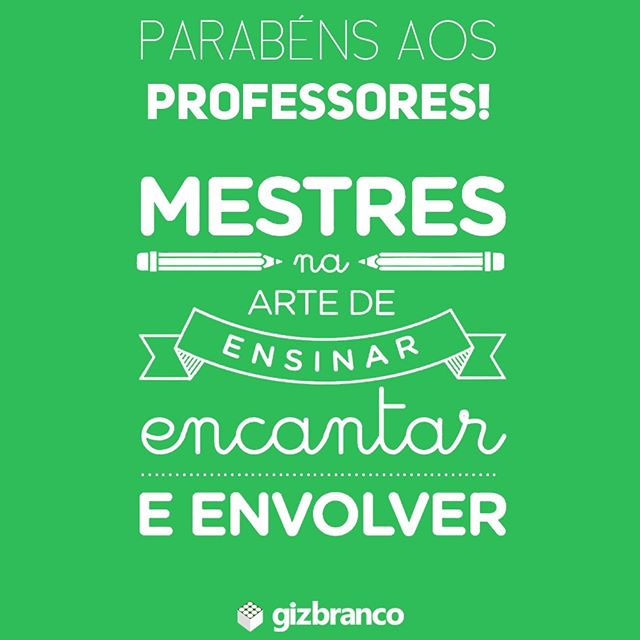 PARABÉNS AOS
PROFESSORES!
MESTRES
na
ARTE DE
ENSINAR
encantar
E ENVOLVER
gizbranco